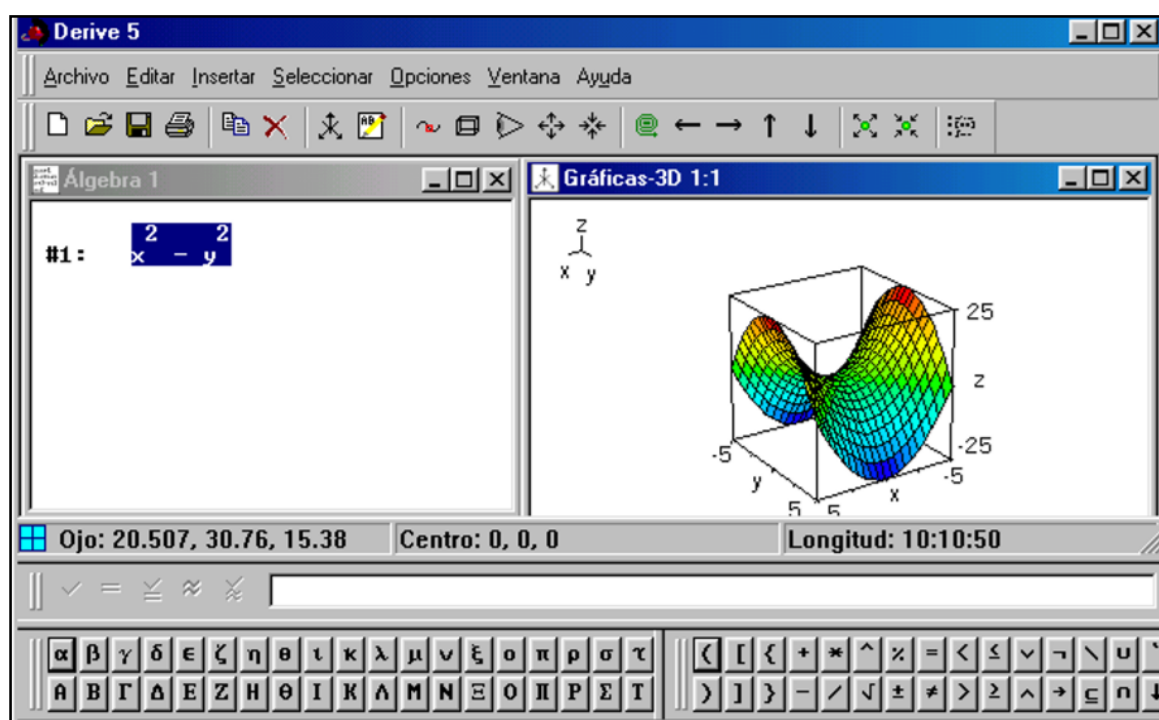 Derive 5
Archivo Editar Insertar Seleccionar Opciones Ventana Ayuda
Álgebra 1
#1: x² - y²
Gráficas-3D 1:1
z
x y
25
z
-25
-5
y
5
5
x
-5
Ojo: 20.507, 30.76, 15.38 Centro: 0, 0, 0 Longitud: 10:10:50
α β γ δ ε ζ η θ ι κ λ μ ν ξ ο π ρ σ τ
Α Β Γ Δ Ε Ζ Η Θ Ι Κ Λ Μ Ν Ξ Ο Π Ρ Σ Τ
( [ { + * ^ % = < ≤ ∨ ¬ \ ∪
) ] } - / √ ± ≠ > ≥ ∧ → ⊆ ∩ ↓